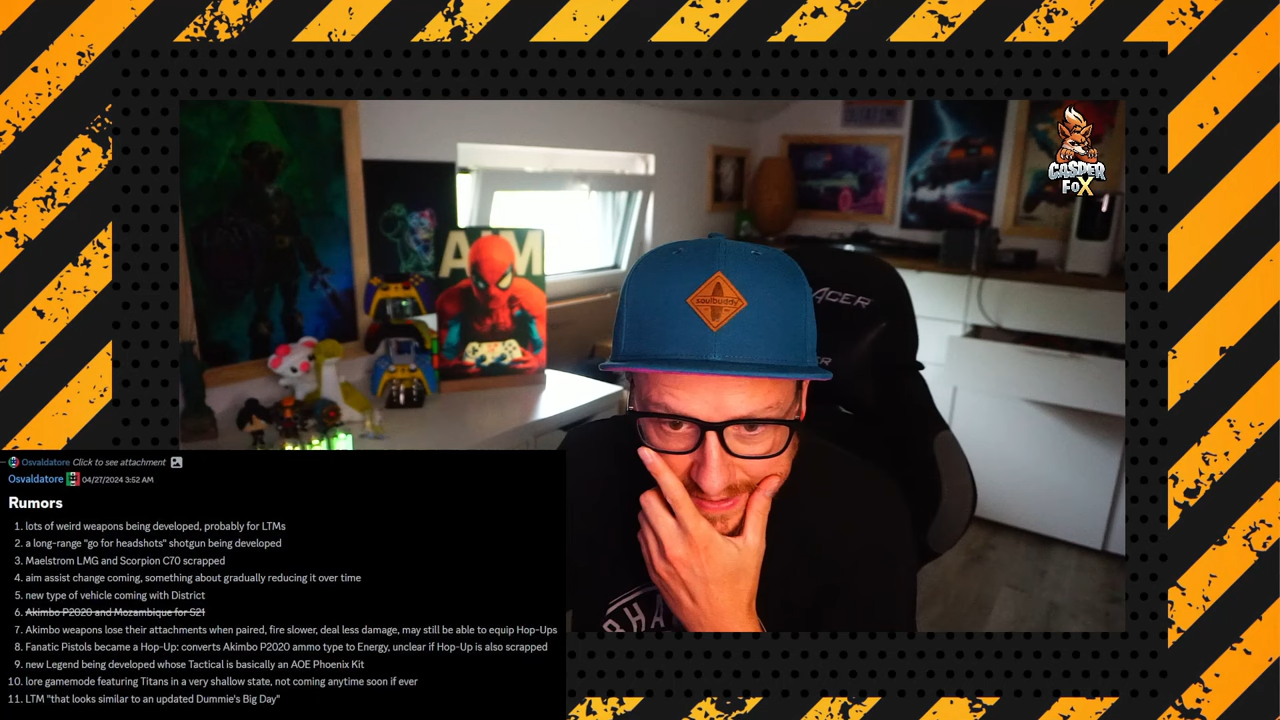 CASPER
FOX
AIM
soulbuddy
ACER
Osvaldatore Click to see attachment
Osvaldatore 04/27/2024 3:52 AM
Rumors
1. lots of weird weapons being developed, probably for LTMs
2. a long-range "go for headshots" shotgun being developed
3. Maelstrom LMG and Scorpion C70 scrapped
4. aim assist change coming, something about gradually reducing it over time
5. new type of vehicle coming with District
6. Akimbo P2020 and Mozambique for S21
7. Akimbo weapons lose their attachments when paired, fire slower, deal less damage, may still be able to equip Hop-Ups
8. Fanatic Pistols became a Hop-Up: converts Akimbo P2020 ammo type to Energy, unclear if Hop-Up is also scrapped
9. new Legend being developed whose Tactical is basically an AOE Phoenix Kit
10. lore gamemode featuring Titans in a very shallow state, not coming anytime soon if ever
11. LTM "that looks similar to an updated Dummie's Big Day"